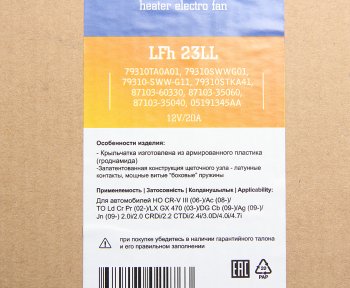 heater electro fan
LFh 23LL
79310TA0A01, 79310SWWG01,
79310-SWW-G11, 79310STKA41,
87103-60330, 87103-35060,
87103-35040, 05191345AA
12V/20A
Особенности изделия:
- Крыльчатка изготовлена из армированного пластика
(гроднамида)
-Запатентованная конструкция щеточного узла - латунные
контакты, мощные витые "боковые" пружины
Применяемость | Затосовність | Колданушылык | Applicability:
Для автомобилей HO CR-V III (06-)/Ac (08-)/
TO Ld Cr Pr (02-)/LX GX 470 (03-)/DG Cb (09-)/Ag (09-)/
Jn (09-) 2.0i/2.0 CRDi/2.2 CTDi/2.4i/3.0D/4.0i/4.7i
при покупке убедитесь в наличии гарантийного талона
и его правильном заполнении
EAC
20
PAP